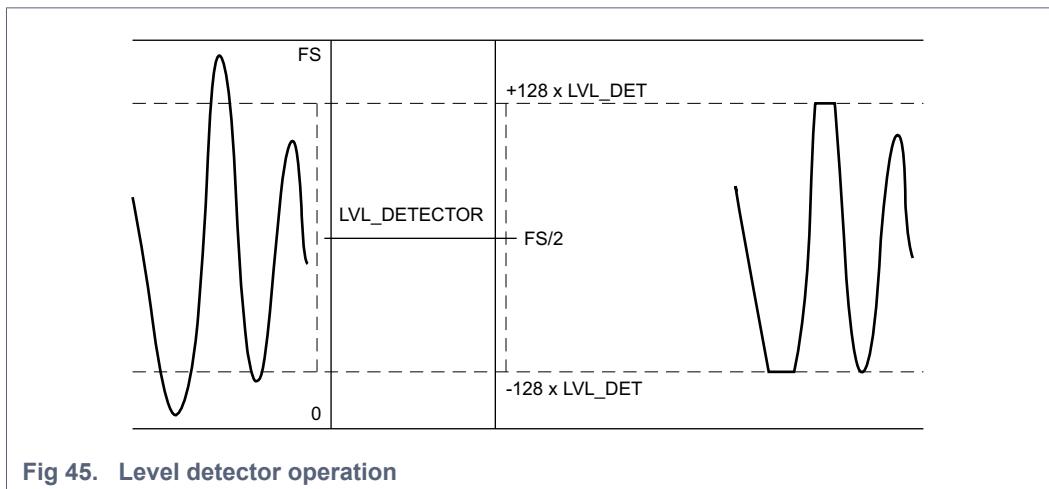 FS
+128 x LVL_DET
LVL_DETECTOR
FS/2
-128 x LVL_DET
0
Fig 45. Level detector operation